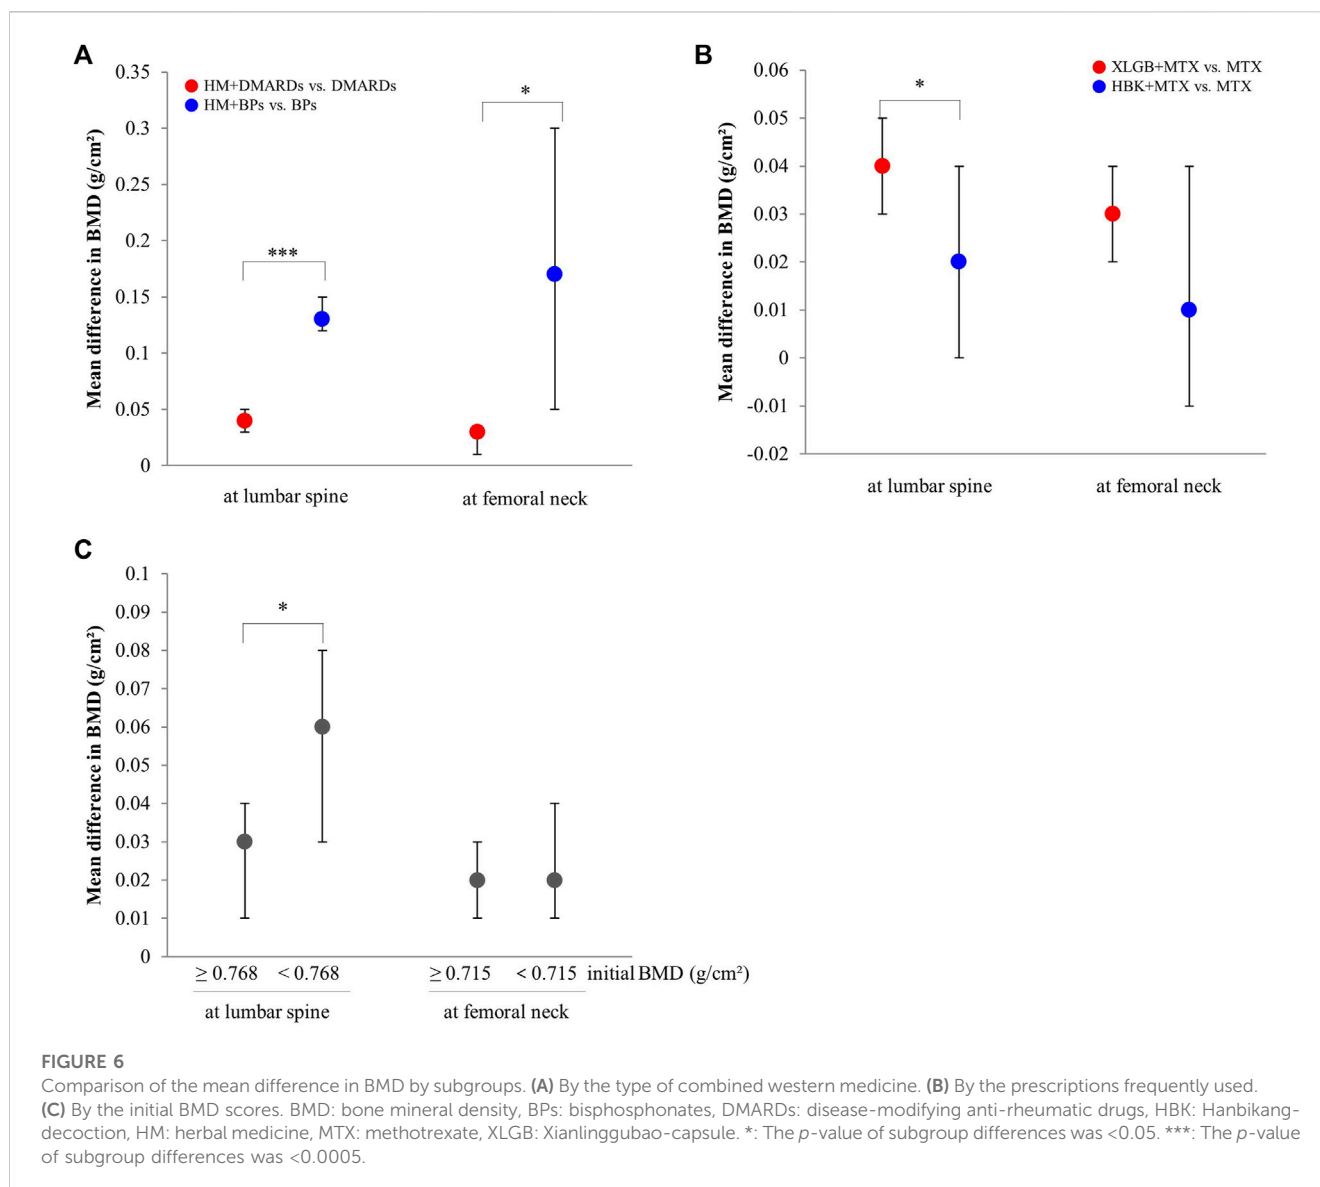 A
HM+DMARDs vs. DMARDs
HM+BPs vs. BPs
Mean difference in BMD (g/cm²)
0.35
0.3
0.25
0.2
0.15
0.1
0.05
0
***
*
at lumbar spine
at femoral neck
B
XLGB+MTX vs. MTX
HBK+MTX vs. MTX
Mean difference in BMD (g/cm²)
0.06
0.05
0.04
0.03
0.02
0.01
0
-0.01
-0.02
*
at lumbar spine
at femoral neck
C
Mean difference in BMD (g/cm²)
0.1
0.09
0.08
0.07
0.06
0.05
0.04
0.03
0.02
0.01
0
*
≥ 0.768 < 0.768 ≥ 0.715 < 0.715 initial BMD (g/cm²)
at lumbar spine
at femoral neck
FIGURE 6
Comparison of the mean difference in BMD by subgroups. (A) By the type of combined western medicine. (B) By the prescriptions frequently used.
(C) By the initial BMD scores. BMD: bone mineral density, BPs: bisphosphonates, DMARDs: disease-modifying anti-rheumatic drugs, HBK: Hanbikang-
decoction, HM: herbal medicine, MTX: methotrexate, XLGB: Xianlinggubao-capsule. *: The p-value of subgroup differences was <0.05. ***: The p-value
of subgroup differences was <0.0005.